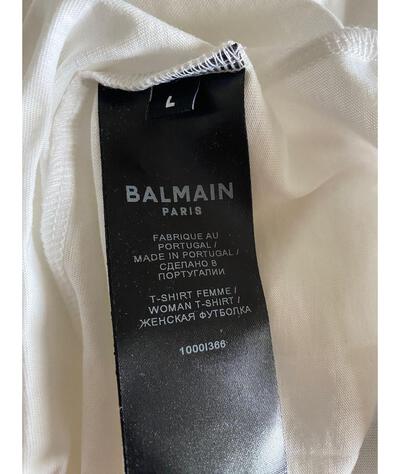 L
BALMAIN
PARIS
FABRIQUE AU
PORTUGAL /
MADE IN PORTUGAL /
СДЕЛАНО В
ПОРТУГАЛИИ
T-SHIRT FEMME /
WOMAN T-SHIRT /
ЖЕНСКАЯ ФУТБОЛКА
1000I366